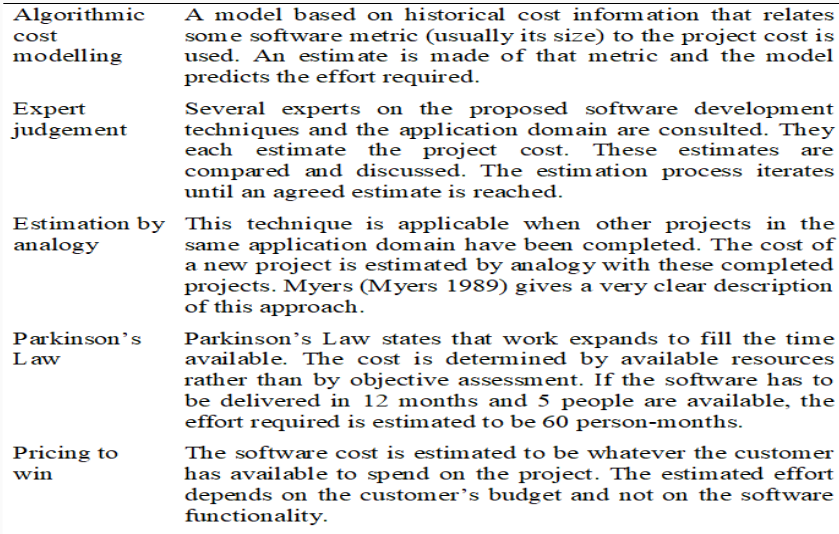 Algorithmic cost modelling
A model based on historical cost information that relates
some software metric (usually its size) to the project cost is
used. An estimate is made of that metric and the model
predicts the effort required.
Expert judgement
Several experts on the proposed software development
techniques and the application domain are consulted. They
each estimate the project cost. These estimates are
compared and discussed. The estimation process iterates
until an agreed estimate is reached.
Estimation by analogy
This technique is applicable when other projects in the
same application domain have been completed. The cost of
a new project is estimated by analogy with these completed
projects. Myers (Myers 1989) gives a very clear description
of this approach.
Parkinson's Law
Parkinson's Law states that work expands to fill the time
available. The cost is determined by available resources
rather than by objective assessment. If the software has to
be delivered in 12 months and 5 people are available, the
effort required is estimated to be 60 person-months.
Pricing to win
The software cost is estimated to be whatever the customer
has available to spend on the project. The estimated effort
depends on the customer's budget and not on the software
functionality.